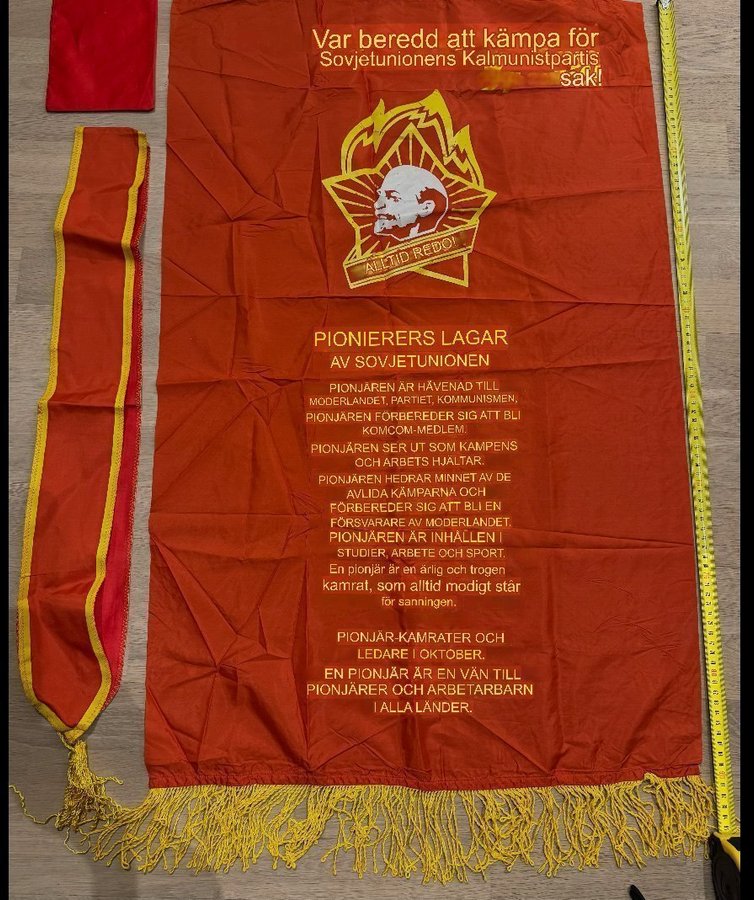 Var beredd att kämpa för
Sovjetunionens Kalmunistpartis
sak!
ALLTID REDO!
PIONIERERS LAGAR
AV SOVJETUNIONEN
PIONJÄREN ÄR HÄVENAD TILL
MODERLANDET, PARTIET, KOMMUNISMEN,
PIONJÄREN FÖRBEREDER SIG ATT BLI
KOMCOM-MEDLEM.
PIONJÄREN SER UT SOM KAMPENS
OCH ARBETS HJÄLTAR.
PIONJÄREN HEDRAR MINNET AV DE
AVLIDA KÄMPARNA OCH
FÖRBEREDER SIG ATT BLI EN
FÖRSVARARE AV MODERLANDET.
PIONJÄREN ÄR INHÄLLEN I
STUDIER, ARBETE OCH SPORT.
En pionjär är en ärlig och trogen
kamrat, som alltid modigt står
för sanningen.
PIONJÄR-KAMRATER OCH
LEDARE I OKTOBER.
EN PIONJÄR ÄR EN VÄN TILL
PIONJÄRER OCH ARBETARBARN
I ALLA LÄNDER.